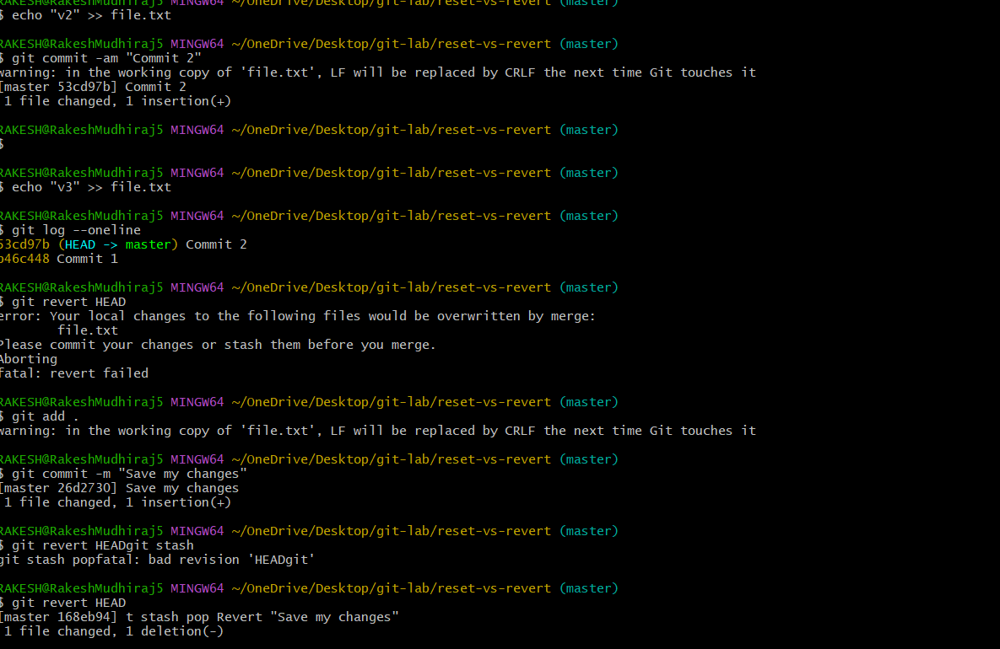 RAKESH@RakeshMudhiraj5 MINGW64 ~/OneDrive/Desktop/git-lab/reset-vs-revert (master)
$ echo "v2" >> file.txt
RAKESH@RakeshMudhiraj5 MINGW64 ~/OneDrive/Desktop/git-lab/reset-vs-revert (master)
$ git commit -am "Commit 2"
warning: in the working copy of 'file.txt', LF will be replaced by CRLF the next time Git touches it
[master 53cd97b] Commit 2
1 file changed, 1 insertion(+)
RAKESH@RakeshMudhiraj5 MINGW64 ~/OneDrive/Desktop/git-lab/reset-vs-revert (master)
$
RAKESH@RakeshMudhiraj5 MINGW64 ~/OneDrive/Desktop/git-lab/reset-vs-revert (master)
$ echo "v3" >> file.txt
RAKESH@RakeshMudhiraj5 MINGW64 ~/OneDrive/Desktop/git-lab/reset-vs-revert (master)
$ git log --oneline
53cd97b (HEAD -> master) Commit 2
b46c448 Commit 1
RAKESH@RakeshMudhiraj5 MINGW64 ~/OneDrive/Desktop/git-lab/reset-vs-revert (master)
$ git revert HEAD
error: Your local changes to the following files would be overwritten by merge:
file.txt
Please commit your changes or stash them before you merge.
Aborting
fatal: revert failed
RAKESH@RakeshMudhiraj5 MINGW64 ~/OneDrive/Desktop/git-lab/reset-vs-revert (master)
$ git add .
warning: in the working copy of 'file.txt', LF will be replaced by CRLF the next time Git touches it
RAKESH@RakeshMudhiraj5 MINGW64 ~/OneDrive/Desktop/git-lab/reset-vs-revert (master)
$ git commit -m "Save my changes"
[master 26d2730] Save my changes
1 file changed, 1 insertion(+)
RAKESH@RakeshMudhiraj5 MINGW64 ~/OneDrive/Desktop/git-lab/reset-vs-revert (master)
$ git revert HEADgit stash
git stash popfatal: bad revision 'HEADgit'
RAKESH@RakeshMudhiraj5 MINGW64 ~/OneDrive/Desktop/git-lab/reset-vs-revert (master)
$ git revert HEAD
[master 168eb94] t stash pop Revert "Save my changes"
1 file changed, 1 deletion(-)